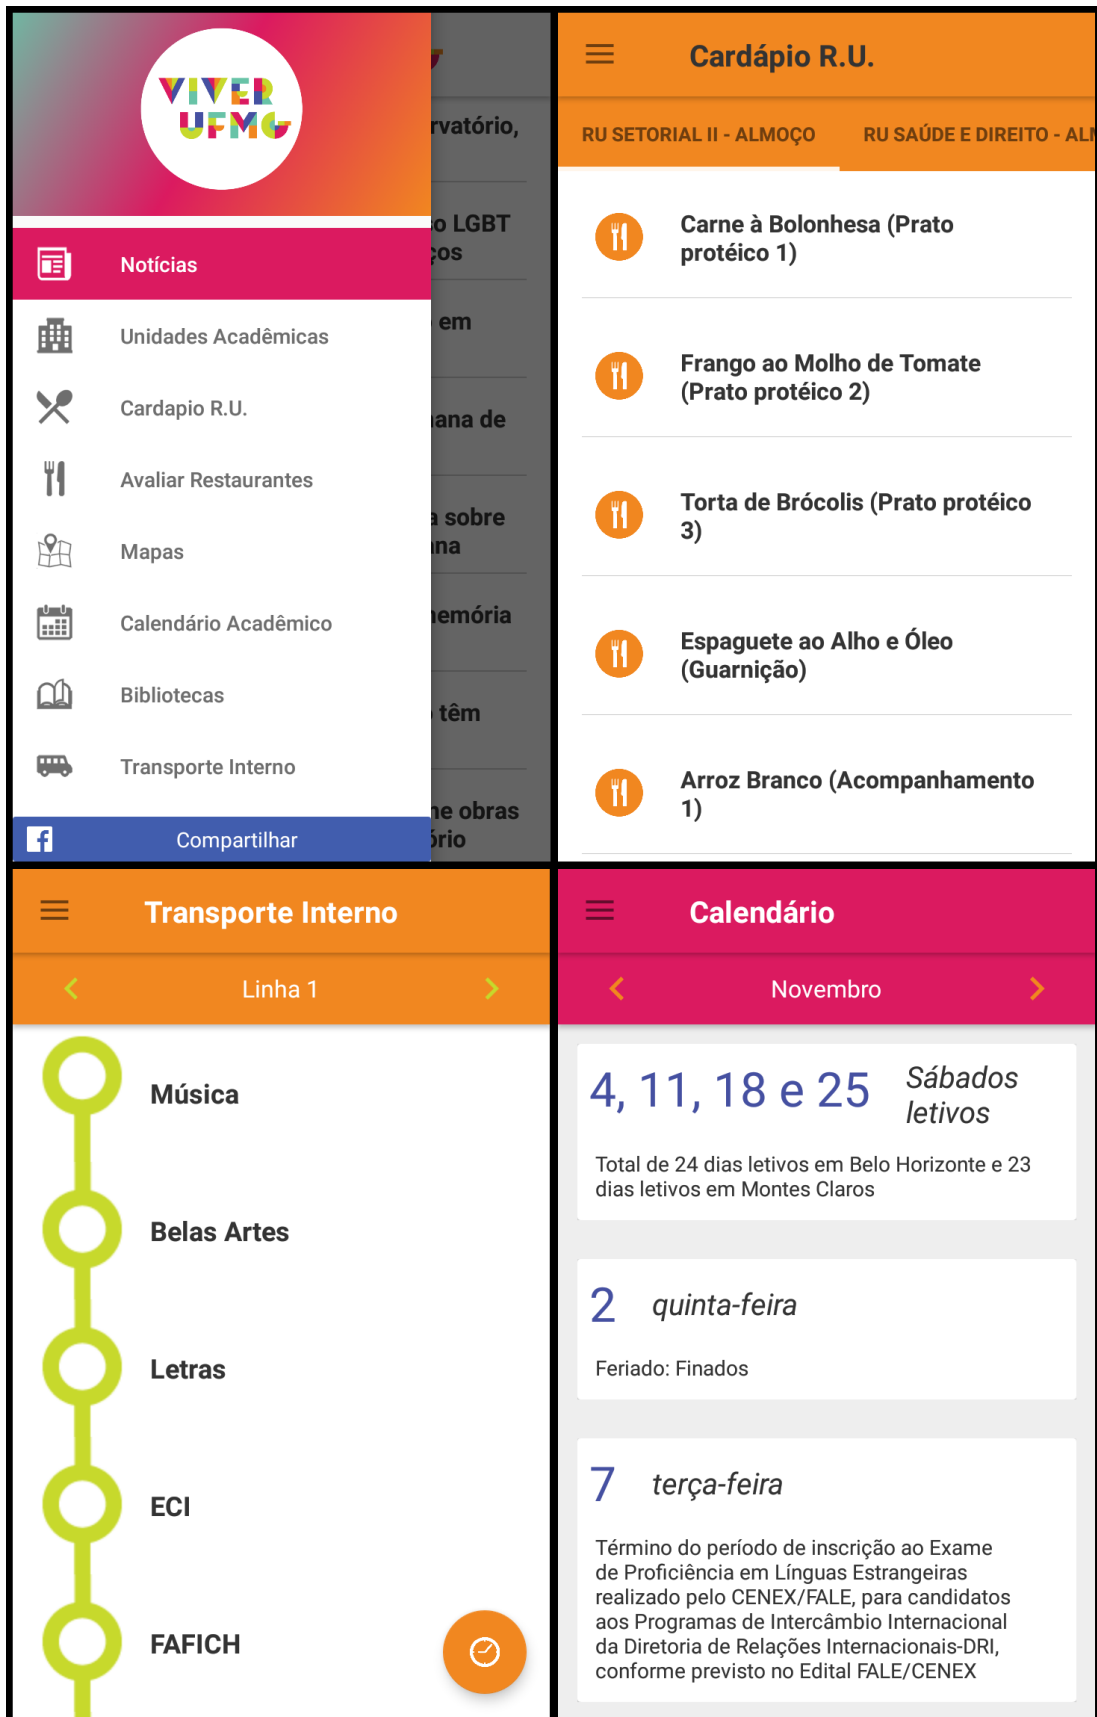 VIVER
UFMG
Notícias
Unidades Acadêmicas
Cardapio R.U.
Avaliar Restaurantes
Mapas
Calendário Acadêmico
Bibliotecas
Transporte Interno
Compartilhar
so LGBT
em
ana de
sobre
têm
obras
Cardápio R.U.
RU SETORIAL II - ALMOÇO
RU SAÚDE E DIREITO - ALM
Carne à Bolonhesa (Prato
protéico 1)
Frango ao Molho de Tomate
(Prato protéico 2)
Torta de Brócolis (Prato protéico
3)
Espaguete ao Alho e Óleo
(Guarnição)
Arroz Branco (Acompanhamento
1)
Transporte Interno
Linha 1
Música
Belas Artes
Letras
ECI
FAFICH
Calendário
Novembro
4, 11, 18 e 25
Sábados
letivos
Total de 24 dias letivos em Belo Horizonte e 23
dias letivos em Montes Claros
2
quinta-feira
Feriado: Finados
7
terça-feira
Término do período de inscrição ao Exame
de Proficiência em Línguas Estrangeiras
realizado pelo CENEX/FALE, para candidatos
aos Programas de Intercâmbio Internacional
da Diretoria de Relações Internacionais-DRI,
conforme previsto no Edital FALE/CENEX